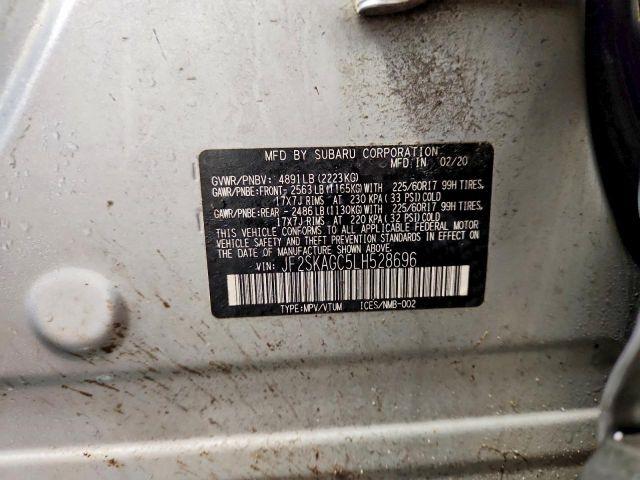 MFD BY SUBARU CORPORATION
MFD.IN 02/20
GVWR/PNBV: 4891LB(2223KG)
GAWR/PNBE:FRONT- 2563LB(1165KG)WITH 225/60R17 99H TIRES,
17X7J RIMS AT 230 KPA(33 PSI)COLD
GAWR/PNBE:REAR - 2486LB(1130KG)WITH 225/60R17 99H TIRES,
17X7J RIMS AT 220 KPA(32 PSI)COLD
THIS VEHICLE CONFORMS TO ALL APPLICABLE FEDERAL MOTOR
VEHICLE SAFETY AND THEFT PREVENTION STANDARDS IN EFFECT ON
THE DATE OF MANUFACTURE SHOWN ABOVE.
VIN: JF2SKAGC5LH528696
TYPE:MPV/VTUM ICES/NMB-002